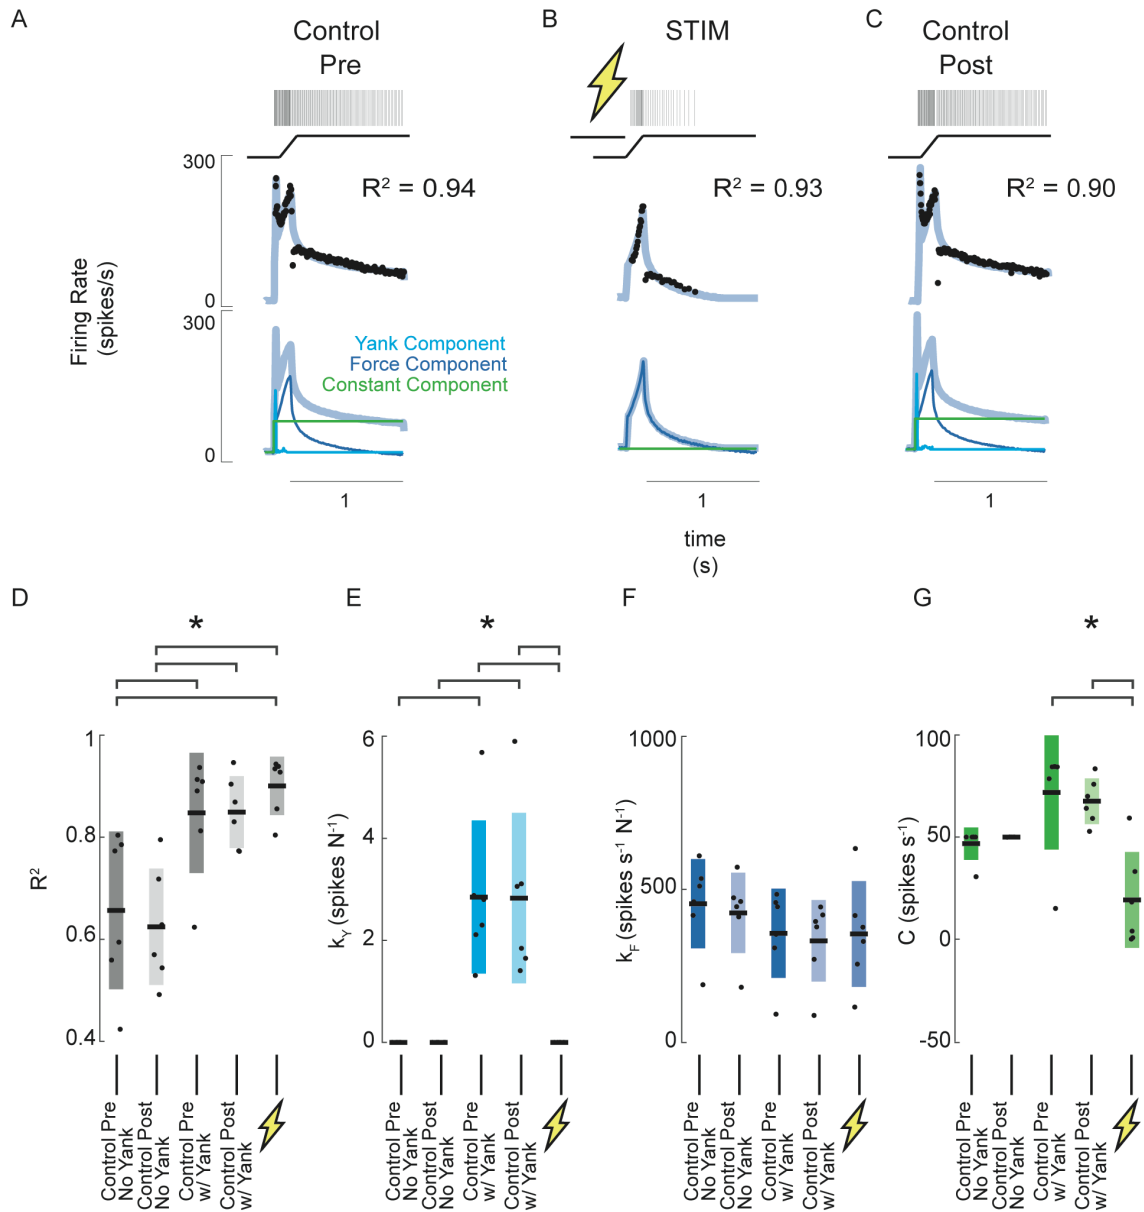 A
B
C
Control
Pre
STIM
Control
Post
300
R² = 0.94
R² = 0.93
R² = 0.90
0
Firing Rate
(spikes/s)
300
Yank Component
Force Component
Constant Component
0
1
1
1
time
(s)
D
E
F
G
*
*
*
1
0.8
0.6
0.4
R²
6
4
2
0
k_Y (spikes N⁻¹)
1000
500
0
k_F (spikes s⁻¹ N⁻¹)
100
50
0
-50
C (spikes s⁻¹)
Control Pre
No Yank
Control Post
No Yank
Control Pre
w/ Yank
Control Post
w/ Yank
Control Pre
No Yank
Control Post
No Yank
Control Pre
w/ Yank
Control Post
w/ Yank
Control Pre
No Yank
Control Post
No Yank
Control Pre
w/ Yank
Control Post
w/ Yank
Control Pre
No Yank
Control Post
No Yank
Control Pre
w/ Yank
Control Post
w/ Yank